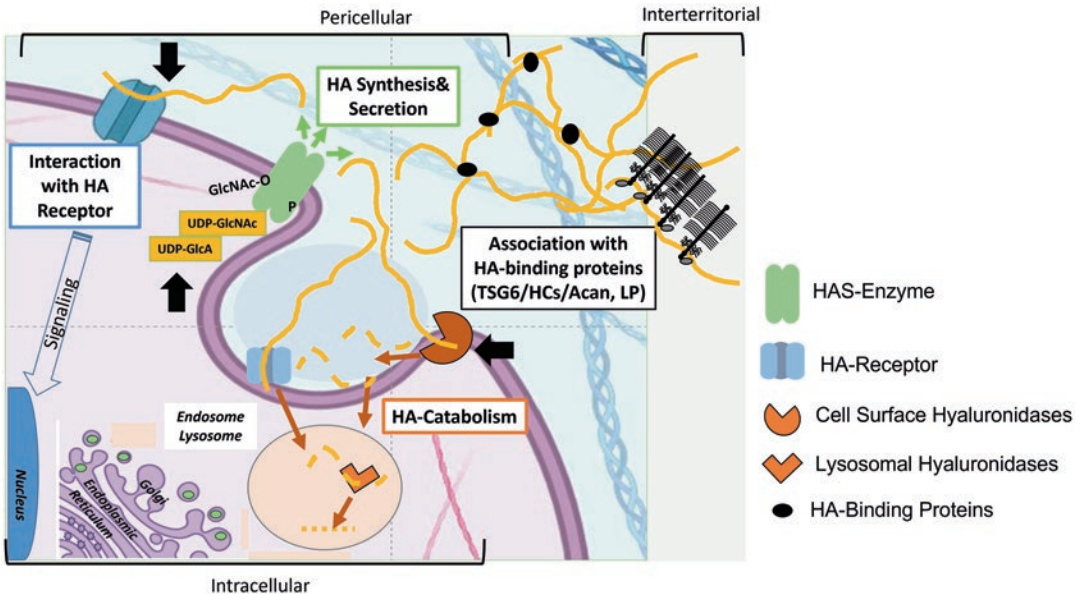 Pericellular
Interterritorial
HA Synthesis&
Secretion
Interaction
with HA
Receptor
GlcNAc-O
P
UDP-GlcNAc
UDP-GlcA
Association with
HA-binding proteins
(TSG6/HCs/Acan, LP)
Signaling
HA-Catabolism
Endosome
Lysosome
Nucleus
Golgi
Endoplasmic
Reticulum
Intracellular
HAS-Enzyme
HA-Receptor
Cell Surface Hyaluronidases
Lysosomal Hyaluronidases
HA-Binding Proteins